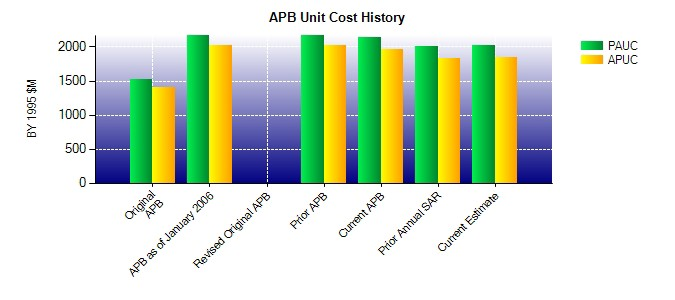 APB Unit Cost History
BY 1995 $M
2000
1500
1000
500
0
PAUC
APUC
Original
APB
APB as of January 2006
Revised Original APB
Prior APB
Current APB
Prior Annual SAR
Current Estimate